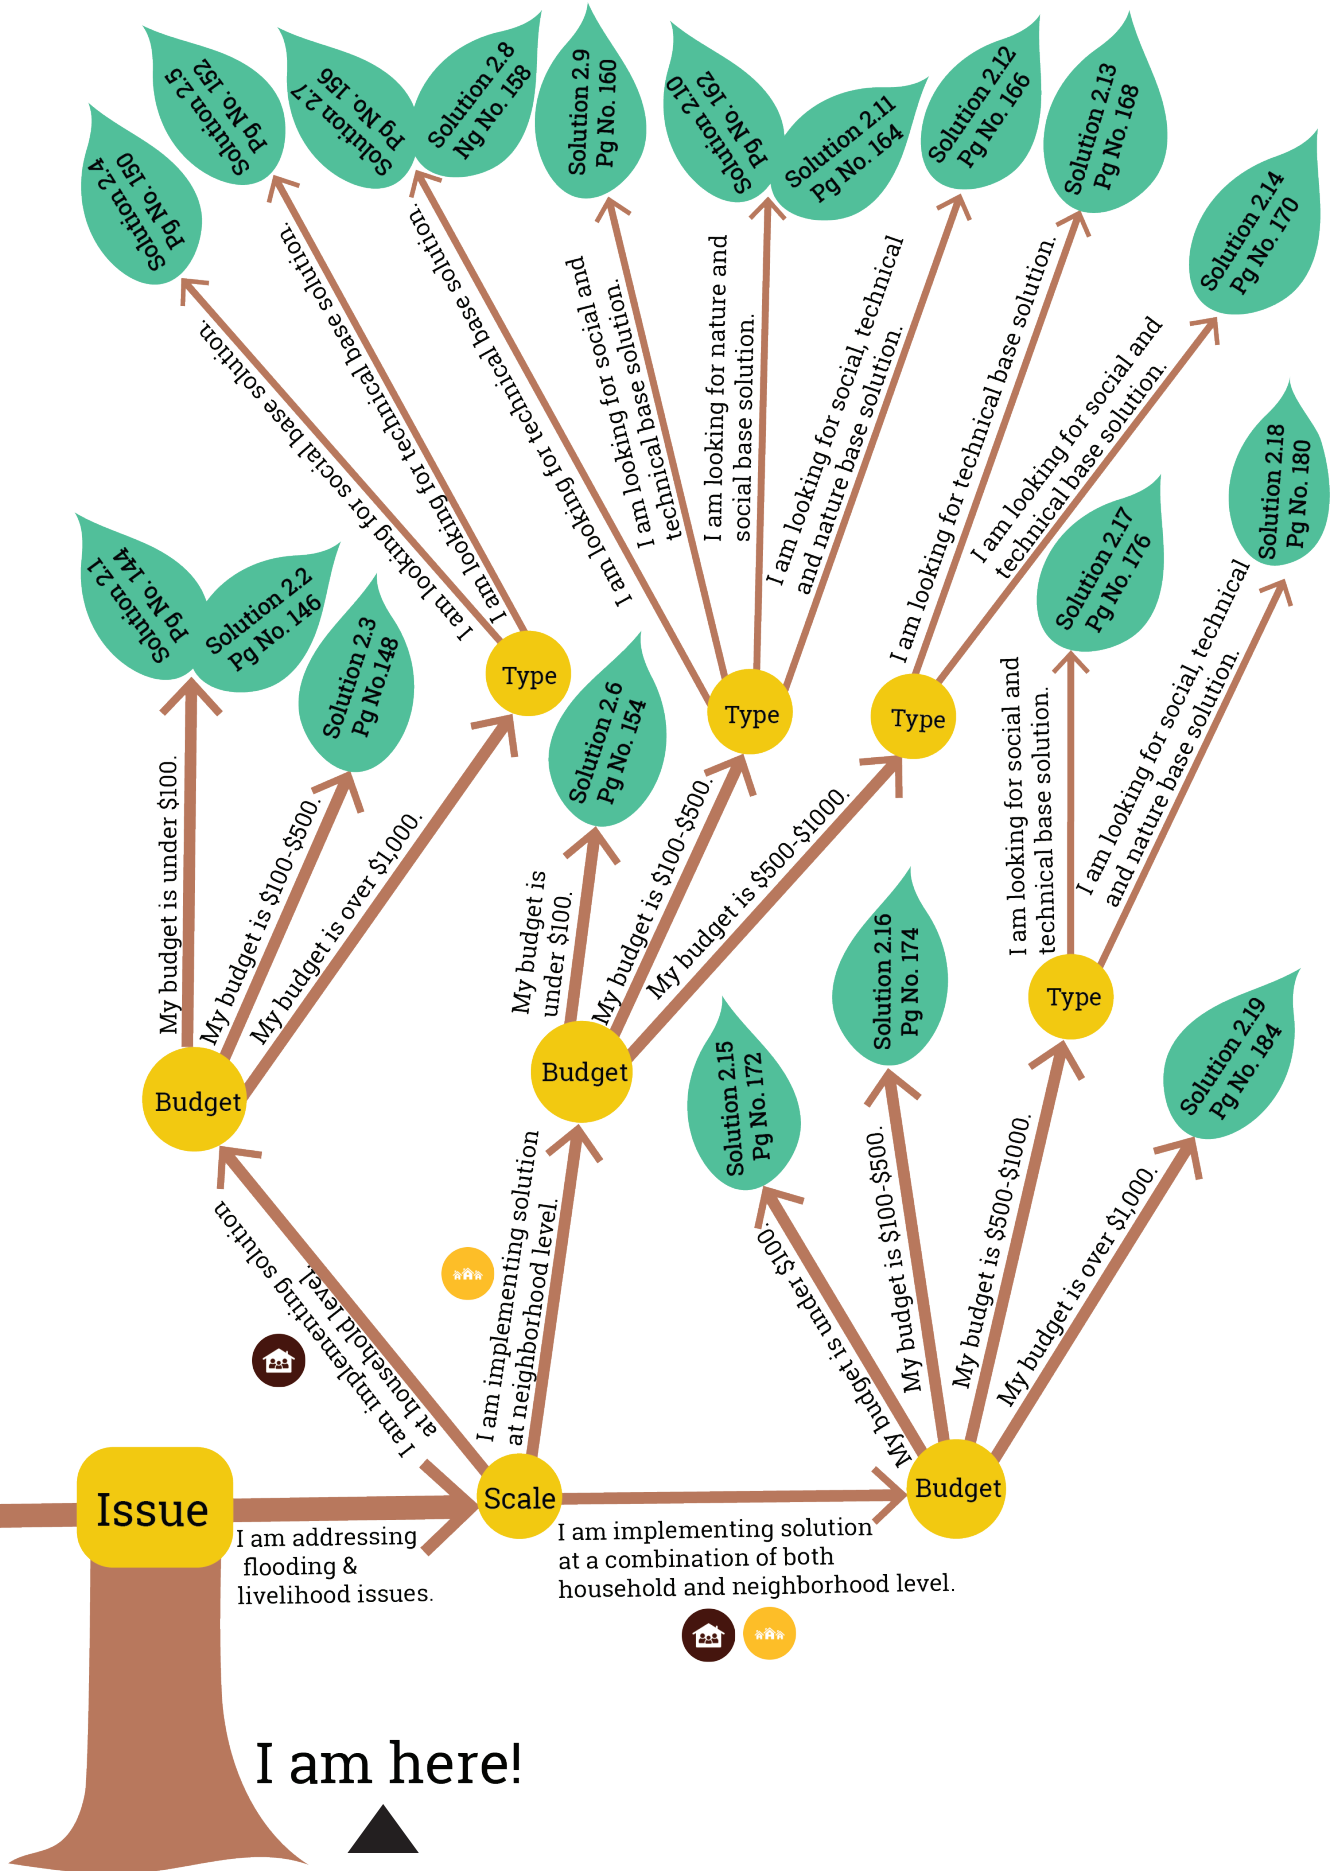 Solution 2.4
Pg No. 150
Solution 2.5
Pg No. 152
Solution 2.7
Pg No. 156
Solution 2.8
Ng No. 158
Solution 2.9
Pg No. 160
Solution 2.10
Pg No. 162
Solution 2.11
Pg No. 164
Solution 2.12
Pg No. 166
Solution 2.13
Pg No. 168
Solution 2.14
Pg No. 170
I am looking for social base solution.
I am looking for technical base solution.
I am looking for technical base solution.
I am looking for social and
technical base solution.
I am looking for nature and
social base solution.
I am looking for social, technical
and nature base solution.
I am looking for technical base solution.
I am looking for social and
technical base solution.
Solution 2.1
Pg No. 144
Solution 2.2
Pg No. 146
Solution 2.3
Pg No.148
Type
Solution 2.6
Pg No. 154
Type
Type
Solution 2.17
Pg No. 176
Solution 2.18
Pg No. 180
My budget is under $100.
My budget is $100-$500.
My budget is over $1,000.
My budget is
under $100.
My budget is $100-$500.
My budget is $500-$1000.
I am looking for social and
technical base solution.
I am looking for social, technical
and nature base solution.
Solution 2.16
Pg No. 174
Type
Budget
Budget
Solution 2.15
Pg No. 172
Solution 2.19
Pg No. 184
I am implementing solution
at household level.
I am implementing solution
at neighborhood level.
My budget is under $100.
My budget is $100-$500.
My budget is $500-$1000.
My budget is over $1,000.
Issue
Scale
Budget
I am addressing
flooding &
livelihood issues.
I am implementing solution
at a combination of both
household and neighborhood level.
I am here!